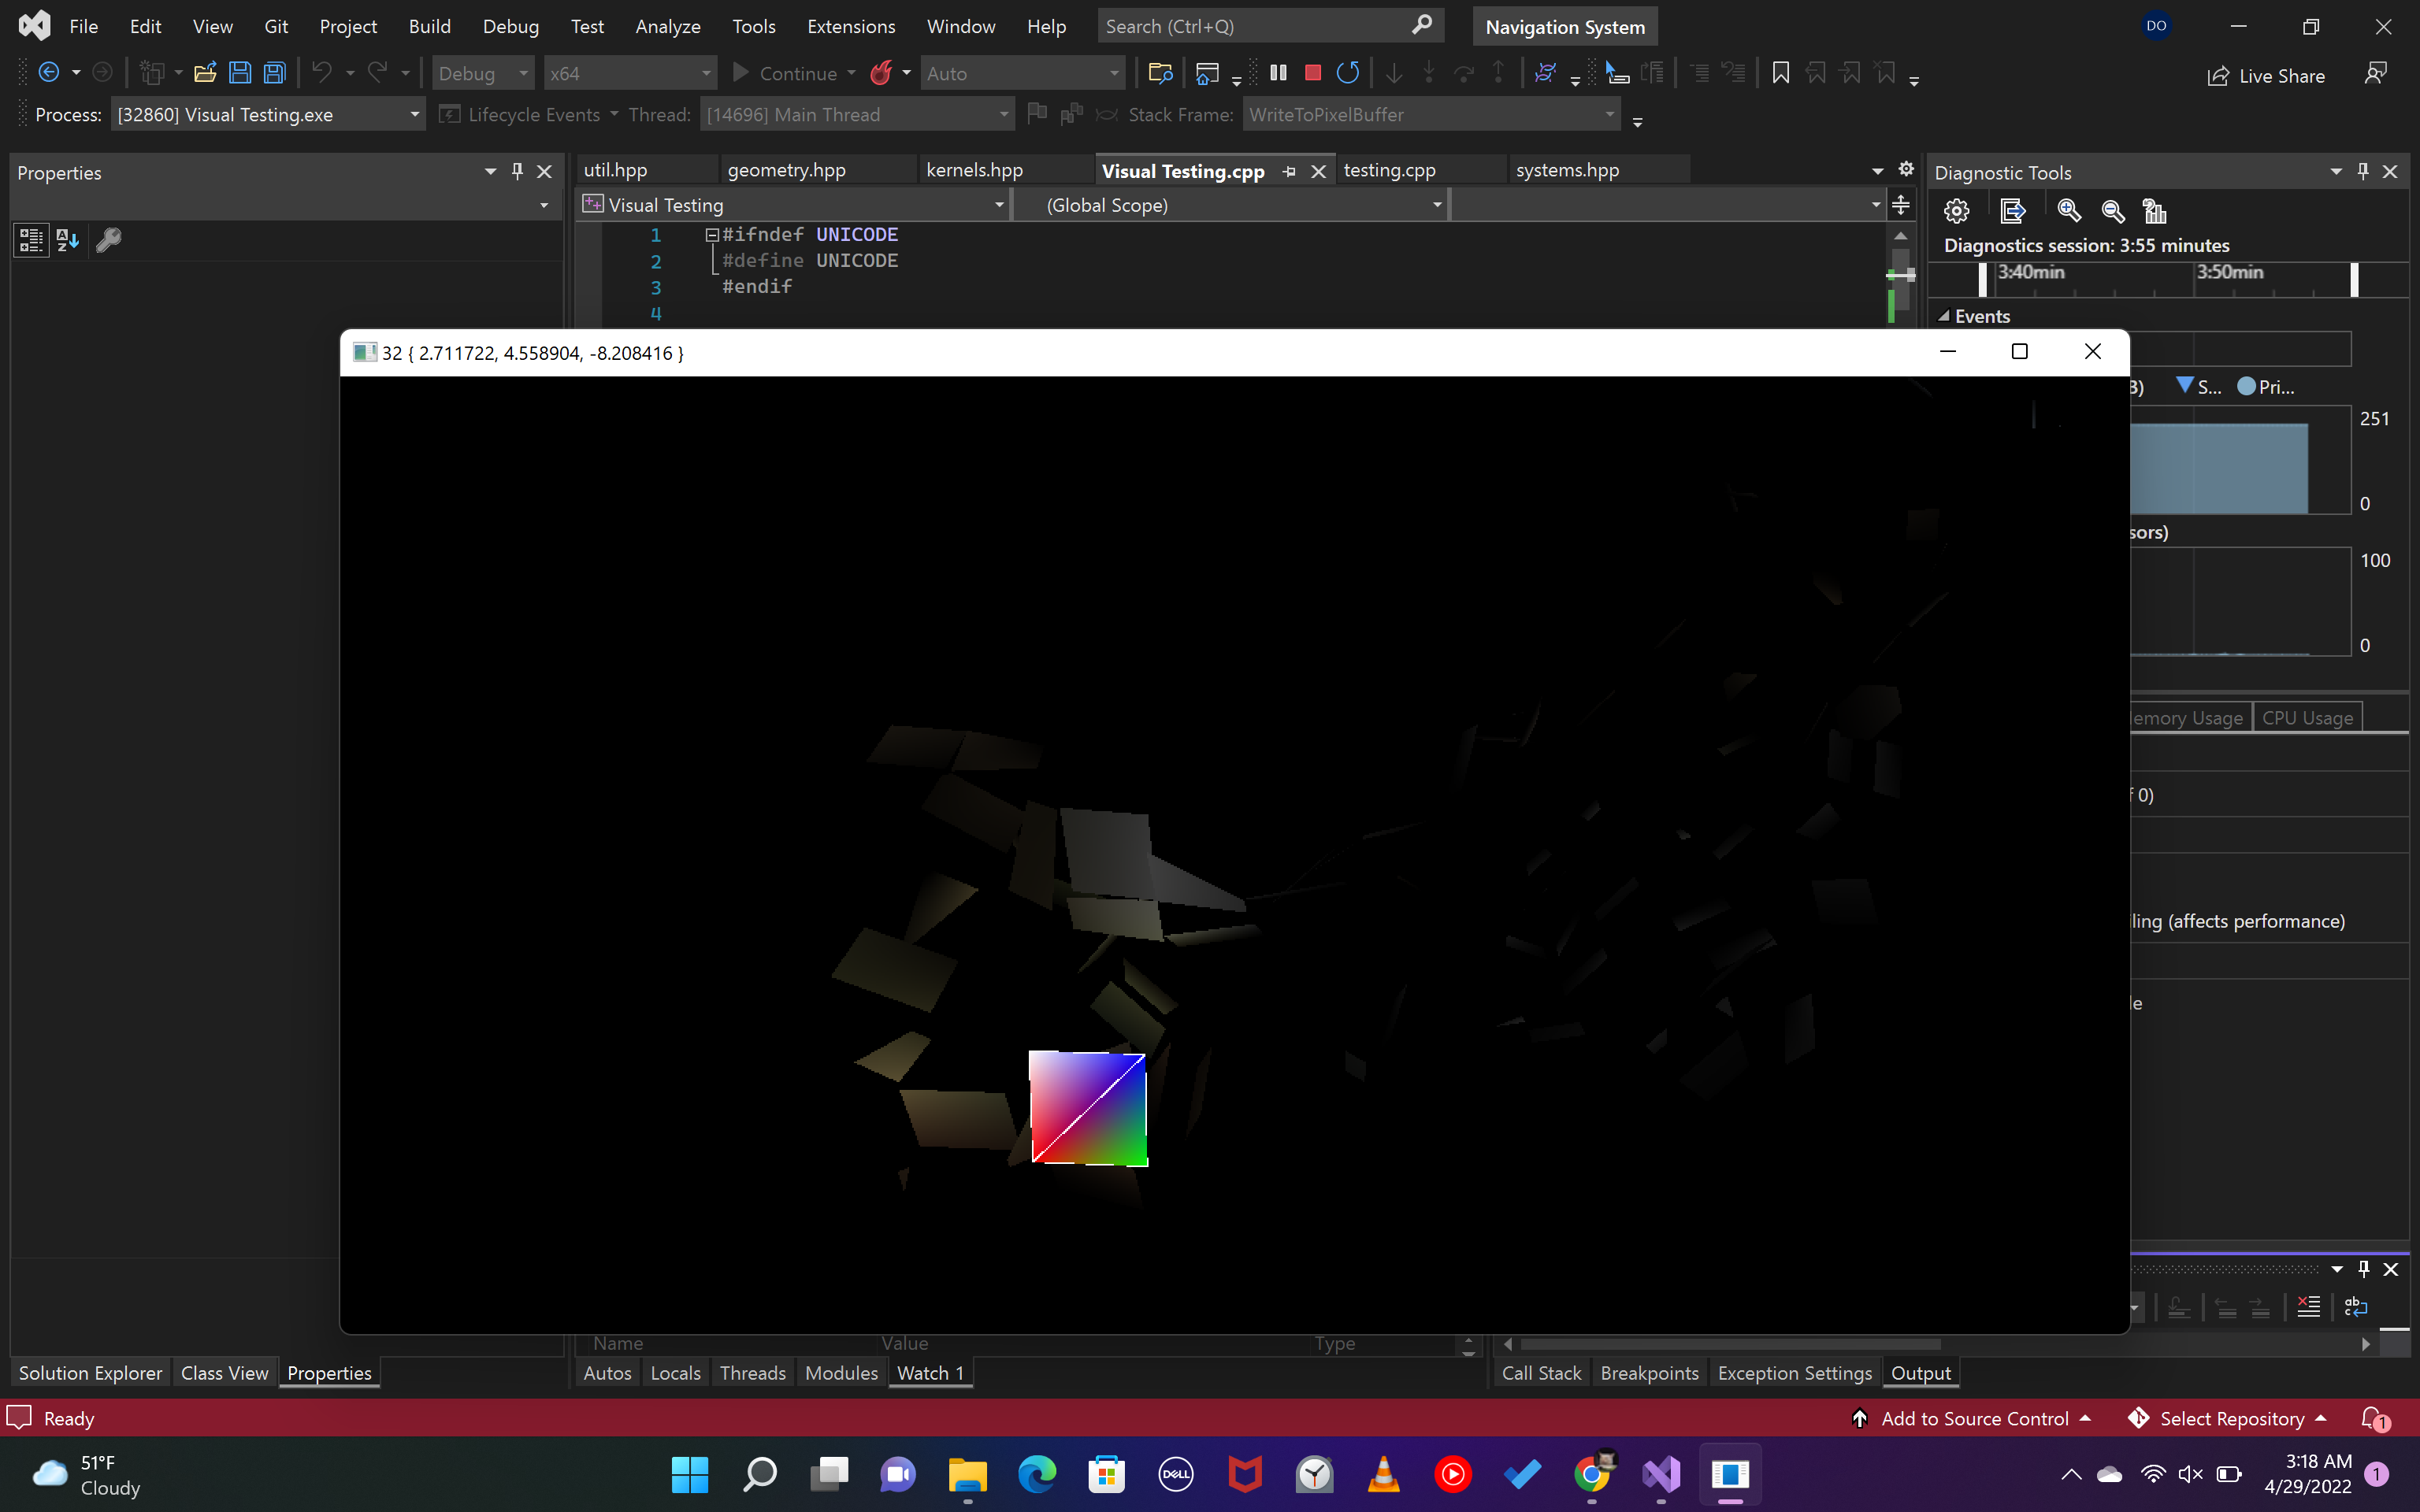 File Edit View Git Project Build Debug Test Analyze Tools Extensions Window Help Search (Ctrl+Q) Navigation System DO
Debug x64 Continue Auto Live Share
Process: [32860] Visual Testing.exe Lifecycle Events Thread: [14696] Main Thread Stack Frame: WriteToPixelBuffer
Properties
util.hpp geometry.hpp kernels.hpp Visual Testing.cpp testing.cpp systems.hpp
Diagnostic Tools
Visual Testing (Global Scope)
1 #ifndef UNICODE
2 #define UNICODE
3 #endif
4
Diagnostics session: 3:55 minutes
3:40min 3:50min
Events
32 { 2.711722, 4.558904, -8.208416 }
B) S... Pri...
251
0
sors)
100
0
emory Usage CPU Usage
f 0)
ling (affects performance)
le
Name Value Type
Solution Explorer Class View Properties
Autos Locals Threads Modules Watch 1
Call Stack Breakpoints Exception Settings Output
Ready
Add to Source Control Select Repository 1
51°F
Cloudy
DELL
3:18 AM
4/29/2022
1